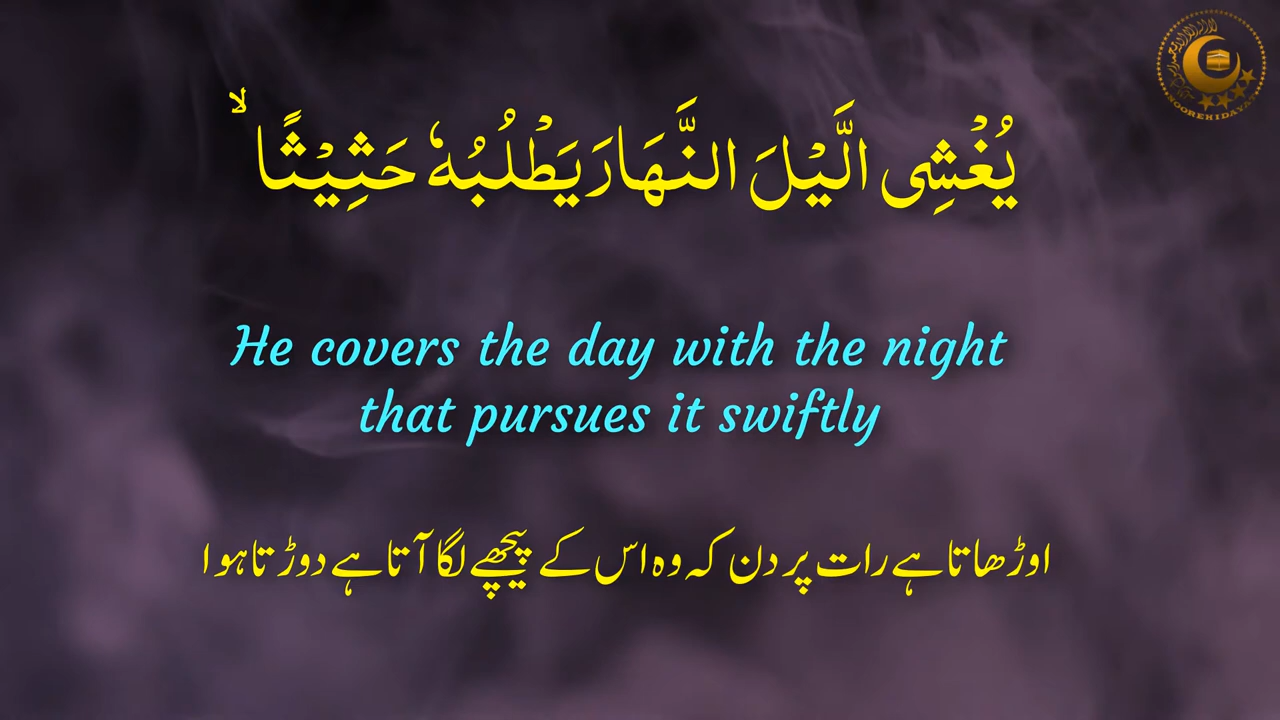 یُغْشِی الَّیْلَ النَّهَارَ یَطْلُبُهٗ حَثِیْثًا ۙ
He covers the day with the night
that pursues it swiftly
اوڑھاتا ہے رات پر دن کہ وہ اس کے پیچھے لگا آتا ہے دوڑتا ہوا
NOOREHIDAYAT